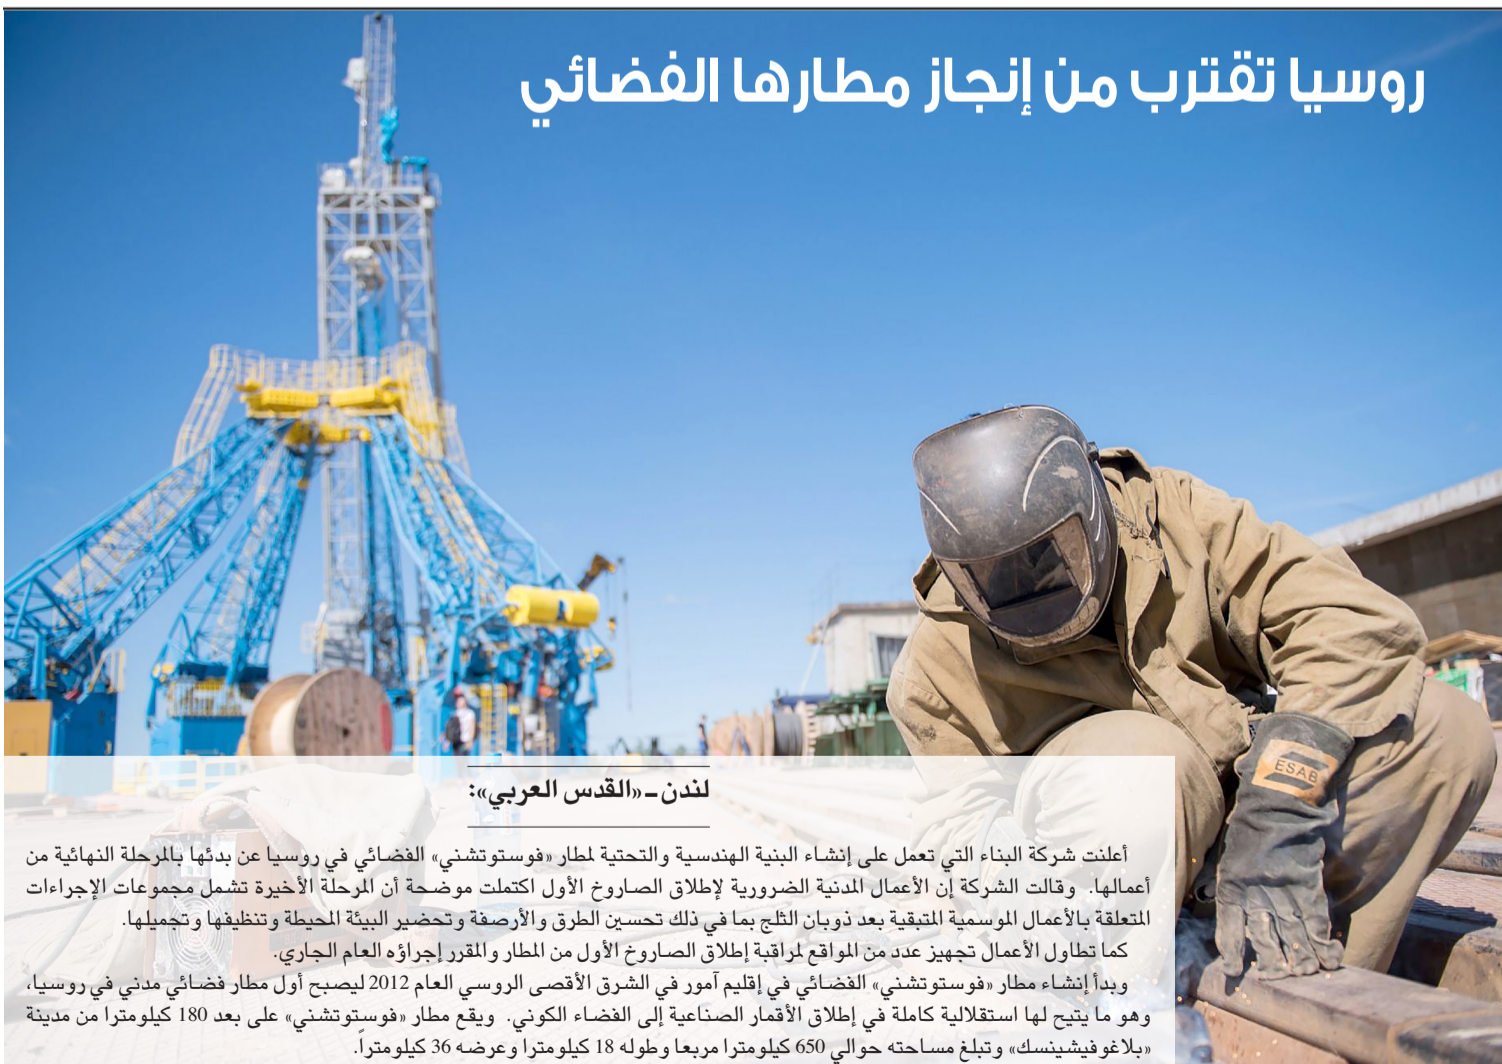 روسيا تقترب من إنجاز مطارها الفضائي
ESAB
لندن ـ «القدس العربي»:
أعلنت شركة البناء التي تعمل على إنشاء البنية الهندسية والتحتية لمطار «فوستوتشني» الفضائي في روسيا عن بدئها بالمرحلة النهائية من
أعمالها. وقالت الشركة إن الأعمال المدنية الضرورية لإطلاق الصاروخ الأول اكتملت موضحة أن المرحلة الأخيرة تشمل مجموعات الإجراءات
المتعلقة بالأعمال الموسمية المتبقية بعد ذوبان الثلج بما في ذلك تحسين الطرق والأرصفة وتحضير البيئة المحيطة وتنظيفها وتجميلها.
كما تطاول الأعمال تجهيز عدد من المواقع لمراقبة إطلاق الصاروخ الأول من المطار والمقرر إجراؤه العام الجاري.
وبدأ إنشاء مطار «فوستوتشني» الفضائي في إقليم آمور في الشرق الأقصى الروسي العام 2012 ليصبح أول مطار فضائي مدني في روسيا،
وهو ما يتيح لها استقلالية كاملة في إطلاق الأقمار الصناعية إلى الفضاء الكوني. ويقع مطار «فوستوتشني» على بعد 180 كيلومترا من مدينة
«بلاغوفيشينسك» وتبلغ مساحته حوالي 650 كيلومترا مربعا وطوله 18 كيلومترا وعرضه 36 كيلومتراً.